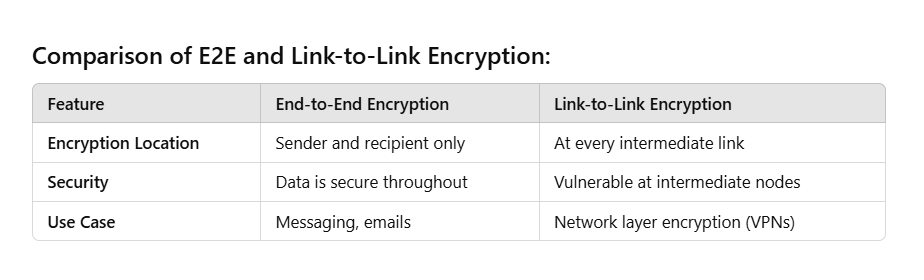 Comparison of E2E and Link-to-Link Encryption:
Feature End-to-End Encryption Link-to-Link Encryption
Encryption Location Sender and recipient only At every intermediate link
Security Data is secure throughout Vulnerable at intermediate nodes
Use Case Messaging, emails Network layer encryption (VPNs)